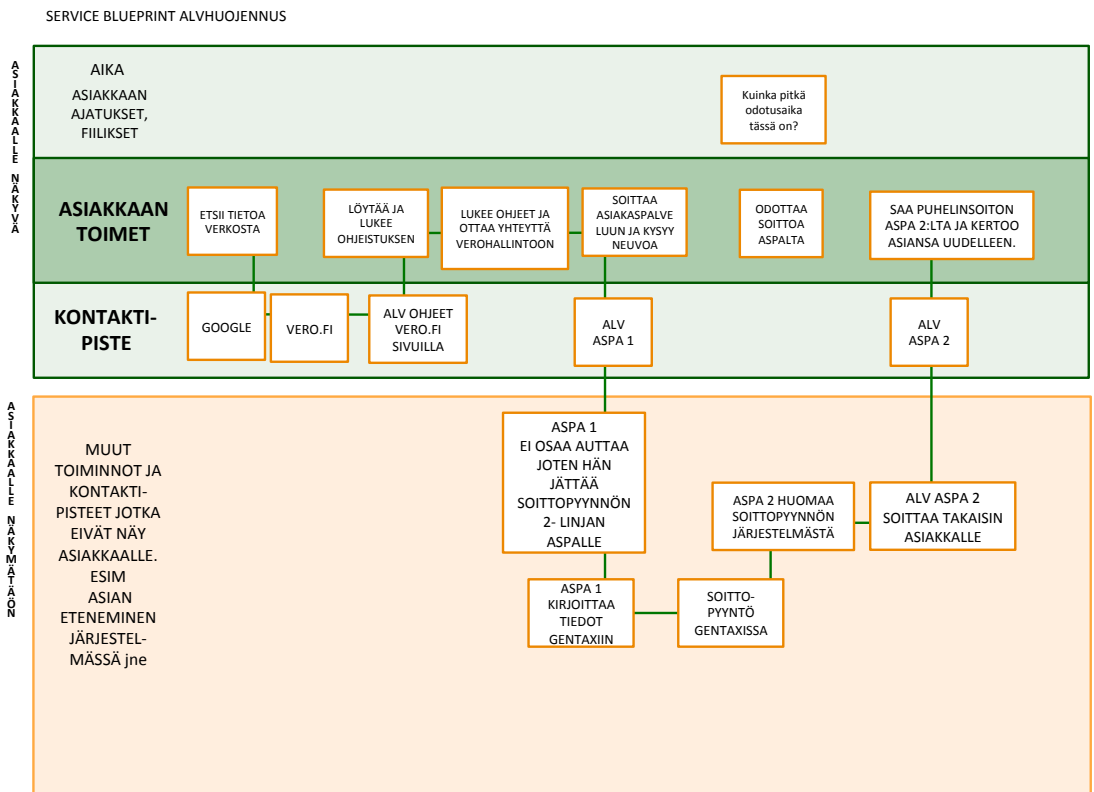 SERVICE BLUEPRINT ALVHUOJENNUS
ASIAKKAALLE NÄKYVÄ
AIKA
ASIAKKAAN
AJATUKSET,
FIILIKSET
Kuinka pitkä
odotusaika
tässä on?
ASIAKKAAN
TOIMET
ETSII TIETOA
VERKOSTA
LÖYTÄÄ JA
LUKEE
OHJEISTUKSEN
LUKEE OHJEET JA
OTTAA YHTEYTTÄ
VEROHALLINTOON
SOITTAA
ASIAKASPALVE
LUUN JA KYSYY
NEUVOA
ODOTTAA
SOITTOA
ASPALTA
SAA PUHELINSOITON
ASPA 2:LTA JA KERTOO
ASIANSA UUDELLEEN.
KONTAKTI-
PISTE
GOOGLE
VERO.FI
ALV OHJEET
VERO.FI
SIVUILLA
ALV
ASPA 1
ALV
ASPA 2
ASIAKKAALLE NÄKYMÄTÄÖN
MUUT
TOIMINNOT JA
KONTAKTI-
PISTEET JOTKA
EIVÄT NÄY
ASIAKKAALLE.
ESIM
ASIAN
ETENEMINEN
JÄRJESTEL-
MÄSSÄ jne
ASPA 1
EI OSAA AUTTAA
JOTEN HÄN
JÄTTÄÄ
SOITTOPYYNNÖN
2- LINJAN
ASPALLE
ASPA 1
KIRJOITTAA
TIEDOT
GENTAXIIN
SOITTO-
PYYNTÖ
GENTAXISSA
ASPA 2 HUOMAA
SOITTOPYYNNÖN
JÄRJESTELMÄSTÄ
ALV ASPA 2
SOITTAA TAKAISIN
ASIAKKALLE